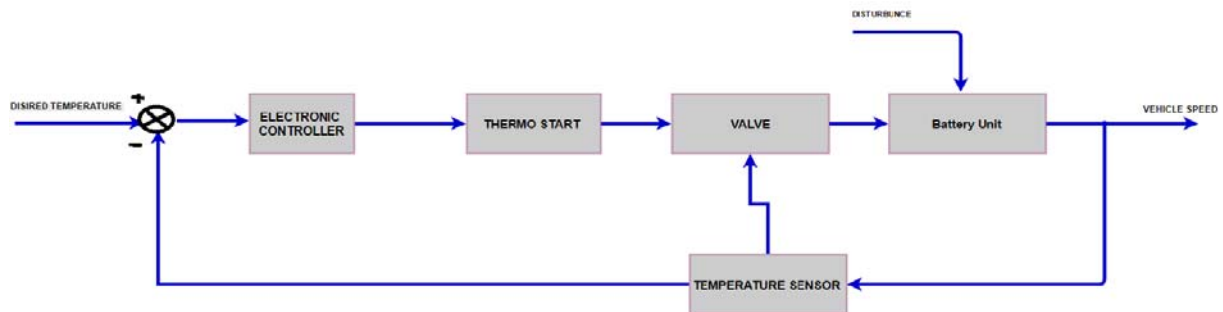 DISTURBUNCE
DISIRED TEMPERATURE
+
ELECTRONIC
CONTROLLER
THERMO START
VALVE
Battery Unit
VEHICLE SPEED
−
TEMPERATURE SENSOR